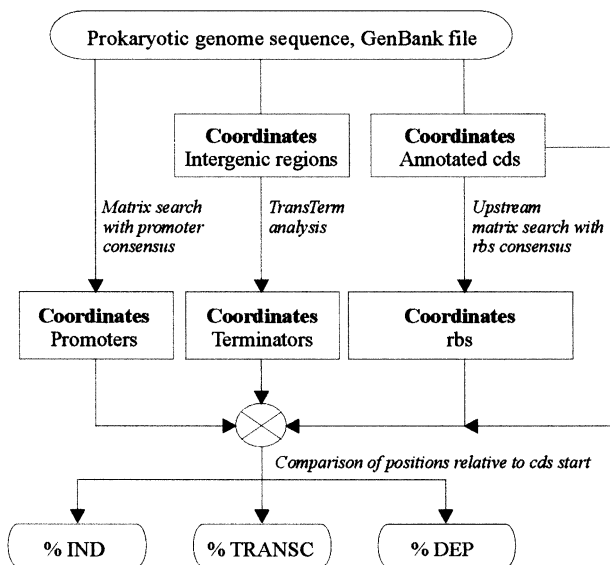 Prokaryotic genome sequence, GenBank file
Coordinates
Intergenic regions
Coordinates
Annotated cds
Matrix search
with promoter
consensus
TransTerm
analysis
Upstream
matrix search with
rbs consensus
Coordinates
Promoters
Coordinates
Terminators
Coordinates
rbs
Comparison of positions relative to cds start
% IND
% TRANSC
% DEP